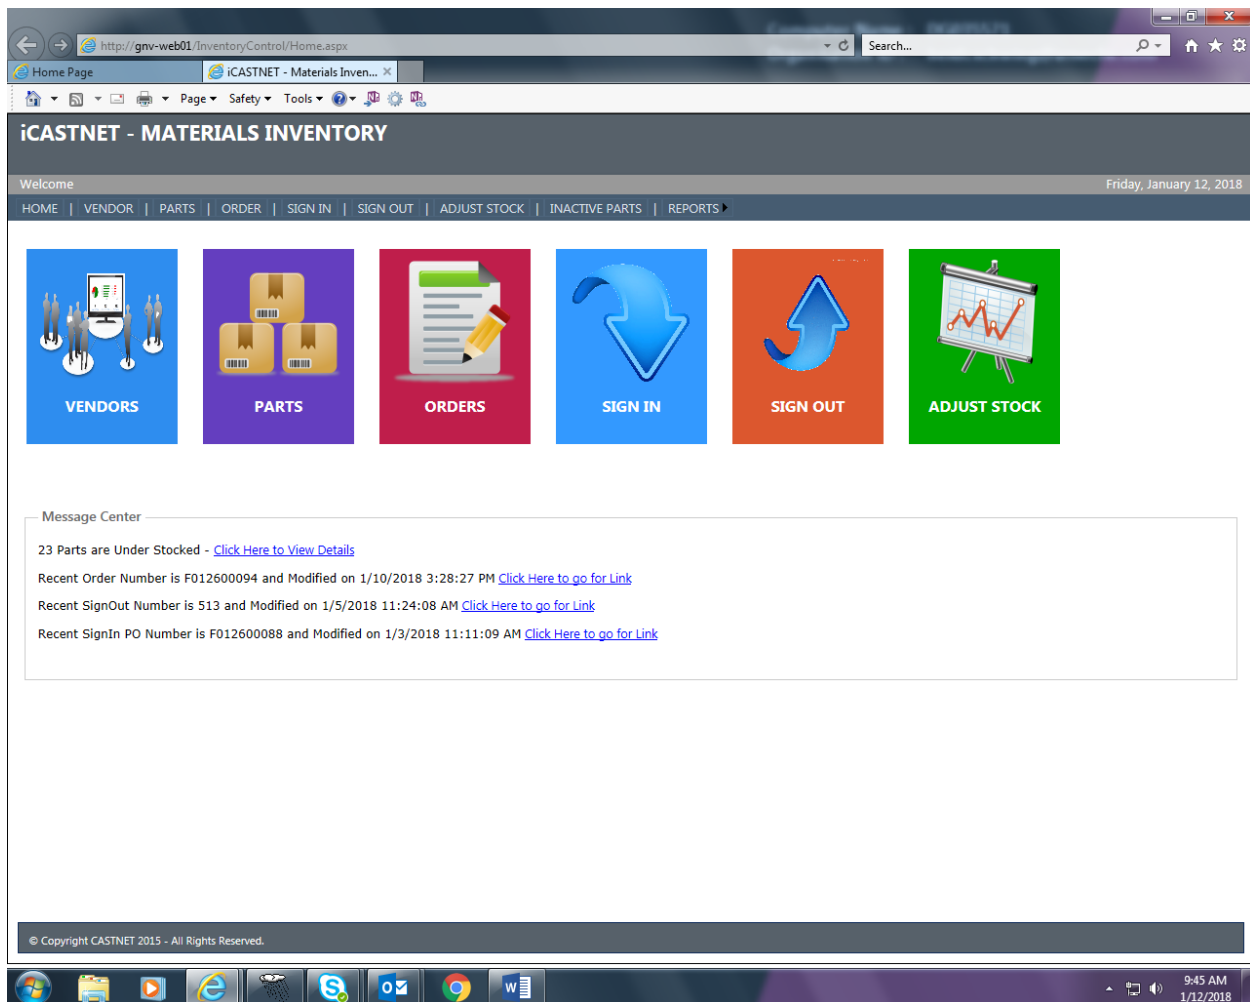 http://gnv-web01/InventoryControl/Home.aspx
Search...
Home Page
iCASTNET - Materials Inven...
Page
Safety
Tools
iCASTNET - MATERIALS INVENTORY
Welcome
Friday, January 12, 2018
HOME | VENDOR | PARTS | ORDER | SIGN IN | SIGN OUT | ADJUST STOCK | INACTIVE PARTS | REPORTS
VENDORS
PARTS
ORDERS
SIGN IN
SIGN OUT
ADJUST STOCK
Message Center
23 Parts are Under Stocked - Click Here to View Details
Recent Order Number is F012600094 and Modified on 1/10/2018 3:28:27 PM Click Here to go for Link
Recent SignOut Number is 513 and Modified on 1/5/2018 11:24:08 AM Click Here to go for Link
Recent SignIn PO Number is F012600088 and Modified on 1/3/2018 11:11:09 AM Click Here to go for Link
© Copyright CASTNET 2015 - All Rights Reserved.
9:45 AM
1/12/2018